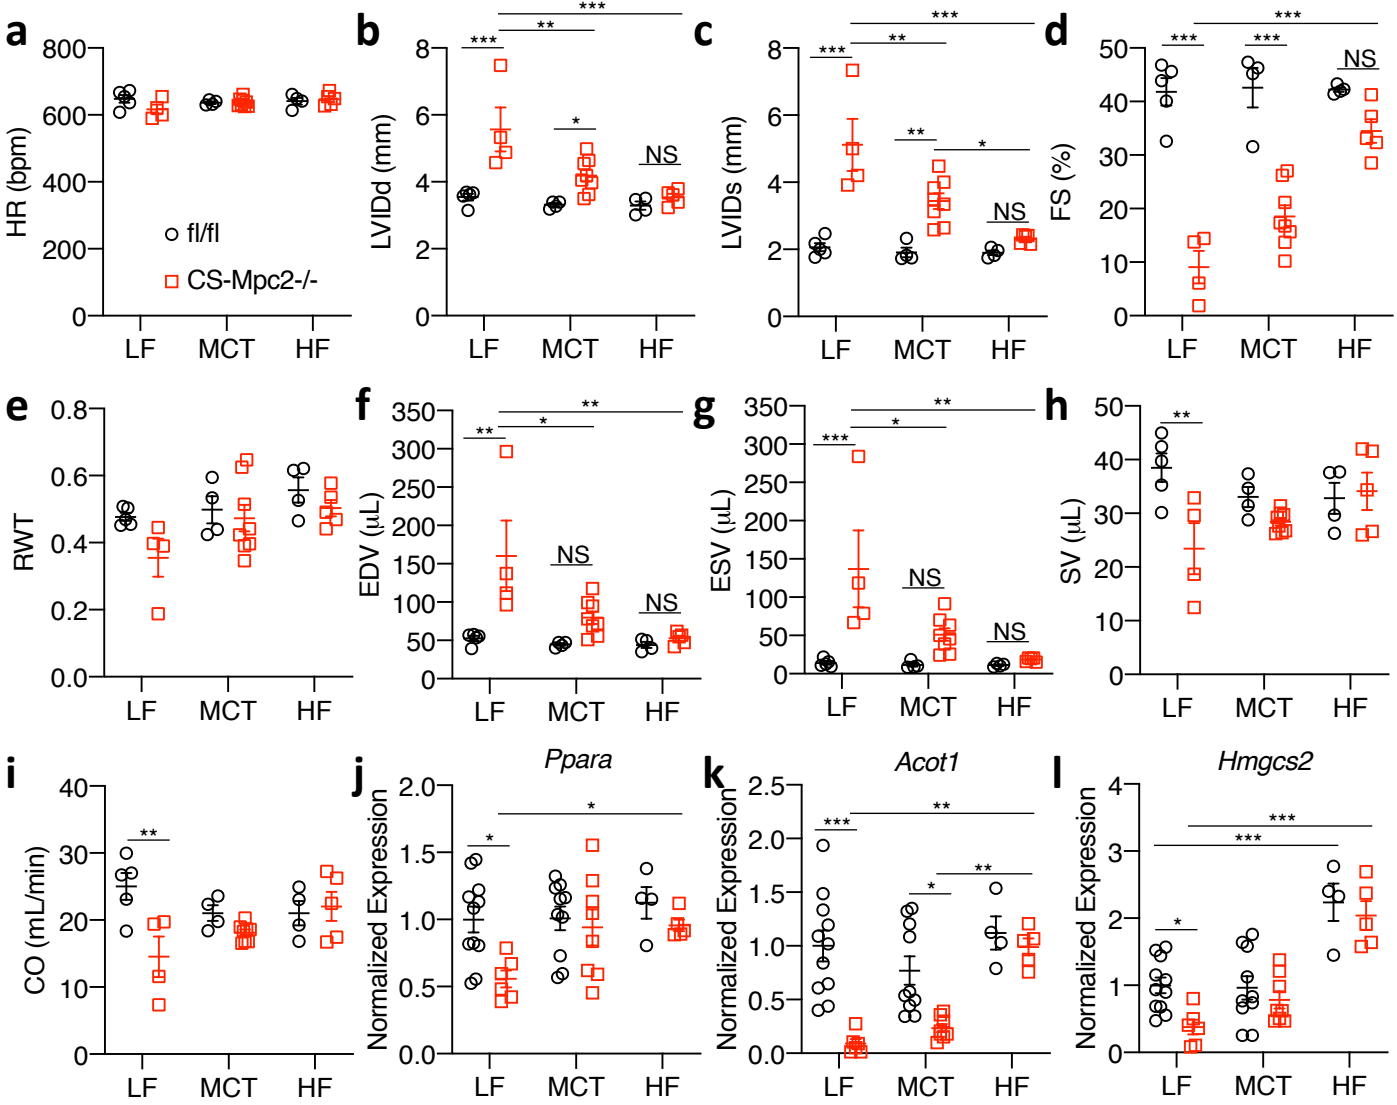 a
HR (bpm)
800
600
400
200
0
fl/fl
CS-Mpc2-/-
LF MCT HF
b
LVIDd (mm)
8
6
4
2
0
***
**
***
*
NS
LF MCT HF
c
LVIDs (mm)
8
6
4
2
0
***
**
***
**
*
NS
LF MCT HF
d
FS (%)
50
40
30
20
10
0
***
*** *** NS
LF MCT HF
e
RWT
0.8
0.6
0.4
0.2
0.0
LF MCT HF
f
EDV (µL)
350
300
250
200
150
100
50
0
**
*
**
NS
NS
LF MCT HF
g
ESV (µL)
350
300
250
200
150
100
50
0
**
*
***
NS
NS
LF MCT HF
h
SV (µL)
50
40
30
20
10
0
**
LF MCT HF
i
CO (mL/min)
40
30
20
10
0
**
LF MCT HF
j
Ppara
Normalized Expression
2.0
1.5
1.0
0.5
0.0
*
*
LF MCT HF
k
Acot1
Normalized Expression
2.5
2.0
1.5
1.0
0.5
0.0
**
***
**
*
LF MCT HF
l
Hmgcs2
Normalized Expression
4
3
2
1
0
***
***
*
LF MCT HF